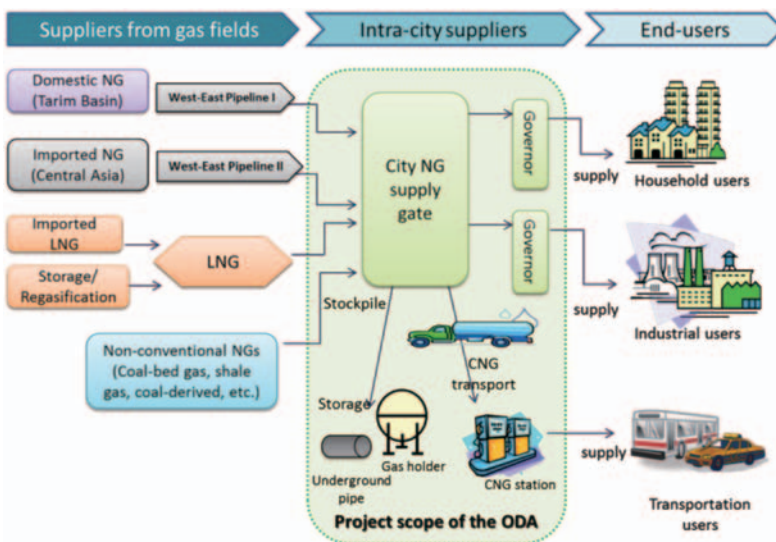 Suppliers from gas fields
Intra-city suppliers
End-users
Domestic NG
(Tarim Basin)
West-East Pipeline I
Imported NG
(Central Asia)
West-East Pipeline II
Imported
LNG
Storage/
Regasification
LNG
Non-conventional NGs
(Coal-bed gas, shale
gas, coal-derived, etc.)
City NG
supply
gate
Governor
Governor
Stockpile
CNG
transport
Storage
Underground
pipe
Gas holder
CNG station
Project scope of the ODA
supply
Household users
supply
Industrial users
supply
Transportation
users